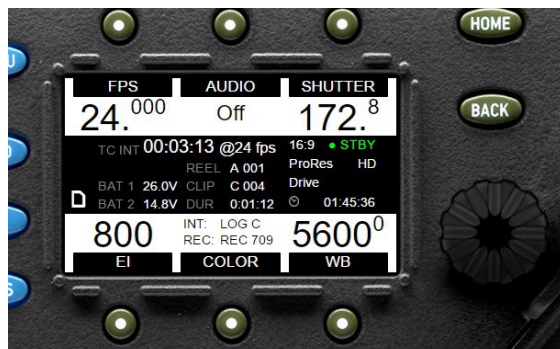 HOME
FPS AUDIO SHUTTER
24.000 Off 172.8
BACK
TC INT 00:03:13 @24 fps 16:9 ● STBY
REEL A 001 ProRes HD
BAT 1 26.0V CLIP C 004 Drive
BAT 2 14.8V DUR 0:01:12 01:45:36
800 INT: LOG C 56000
REC: REC 709
EI COLOR WB